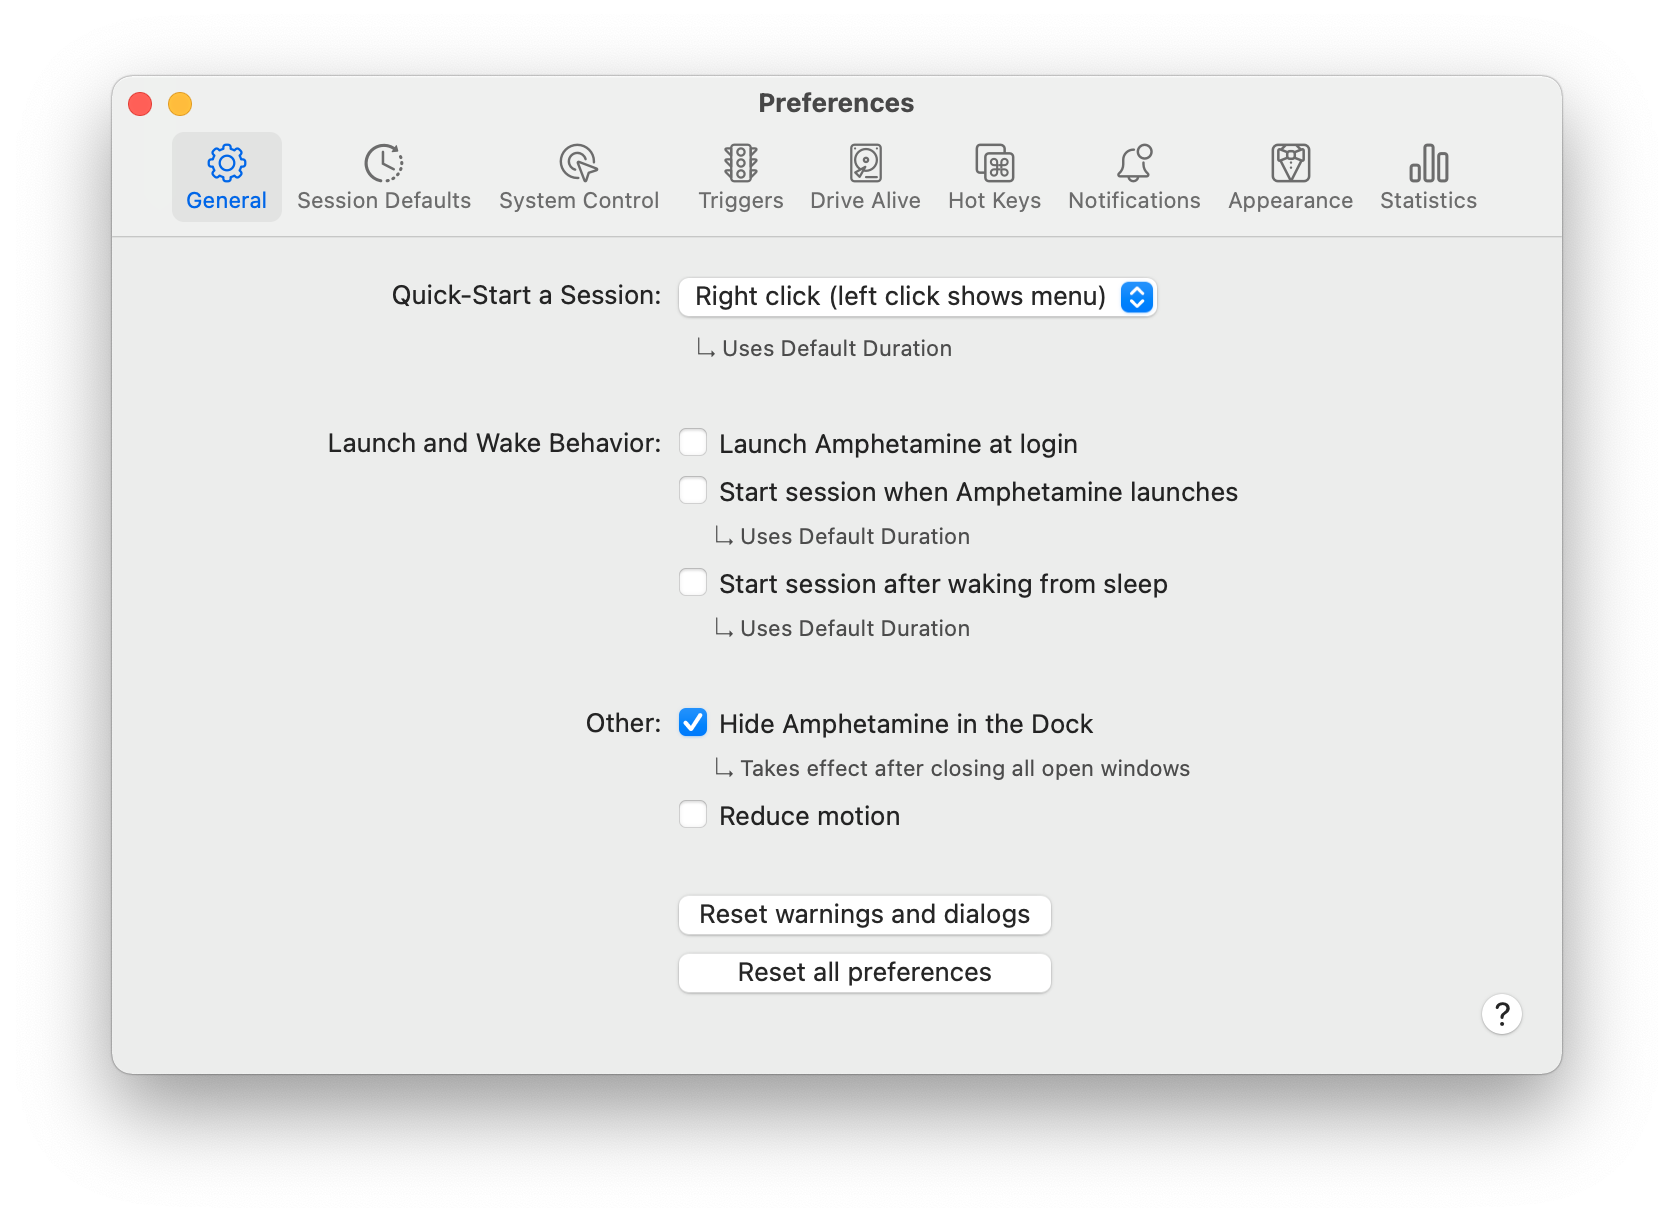 Preferences
General
Session Defaults
System Control
Triggers
Drive Alive
Hot Keys
Notifications
Appearance
Statistics
Quick-Start a Session: Right click (left click shows menu)
Uses Default Duration
Launch and Wake Behavior: Launch Amphetamine at login
Start session when Amphetamine launches
Uses Default Duration
Start session after waking from sleep
Uses Default Duration
Other: Hide Amphetamine in the Dock
Takes effect after closing all open windows
Reduce motion
Reset warnings and dialogs
Reset all preferences
?